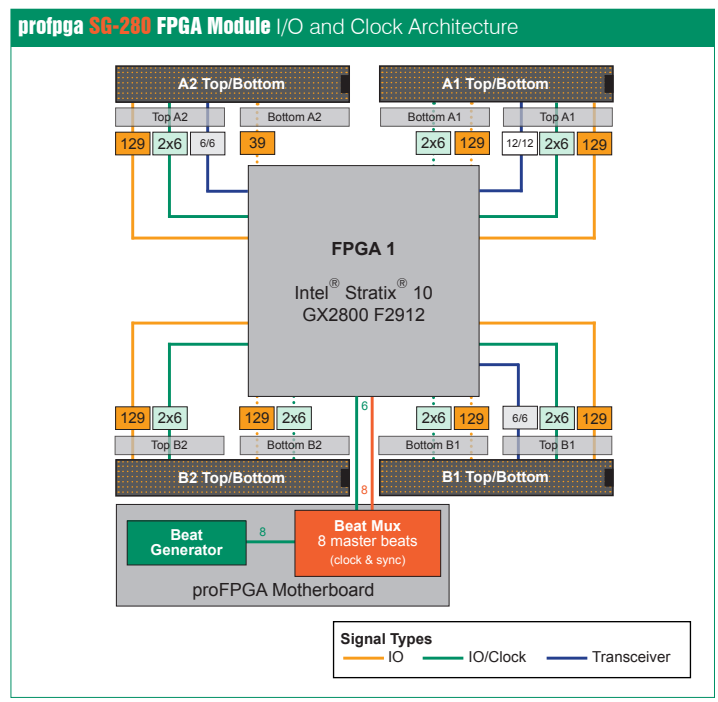 profpga SG-280 FPGA Module I/O and Clock Architecture
A2 Top/Bottom
A1 Top/Bottom
Top A2
Bottom A2
Bottom A1
Top A1
129 2x6 6/6 39
2x6 129 12/12 2x6 129
FPGA 1
Intel® Stratix® 10
GX2800 F2912
129 2x6 129 2x6
6
2x6 129 6/6 2x6 129
Top B2
Bottom B2
Bottom B1
Top B1
B2 Top/Bottom
B1 Top/Bottom
8
Beat
Generator
8
Beat Mux
8 master beats
(clock & sync)
proFPGA Motherboard
Signal Types
IO
IO/Clock
Transceiver